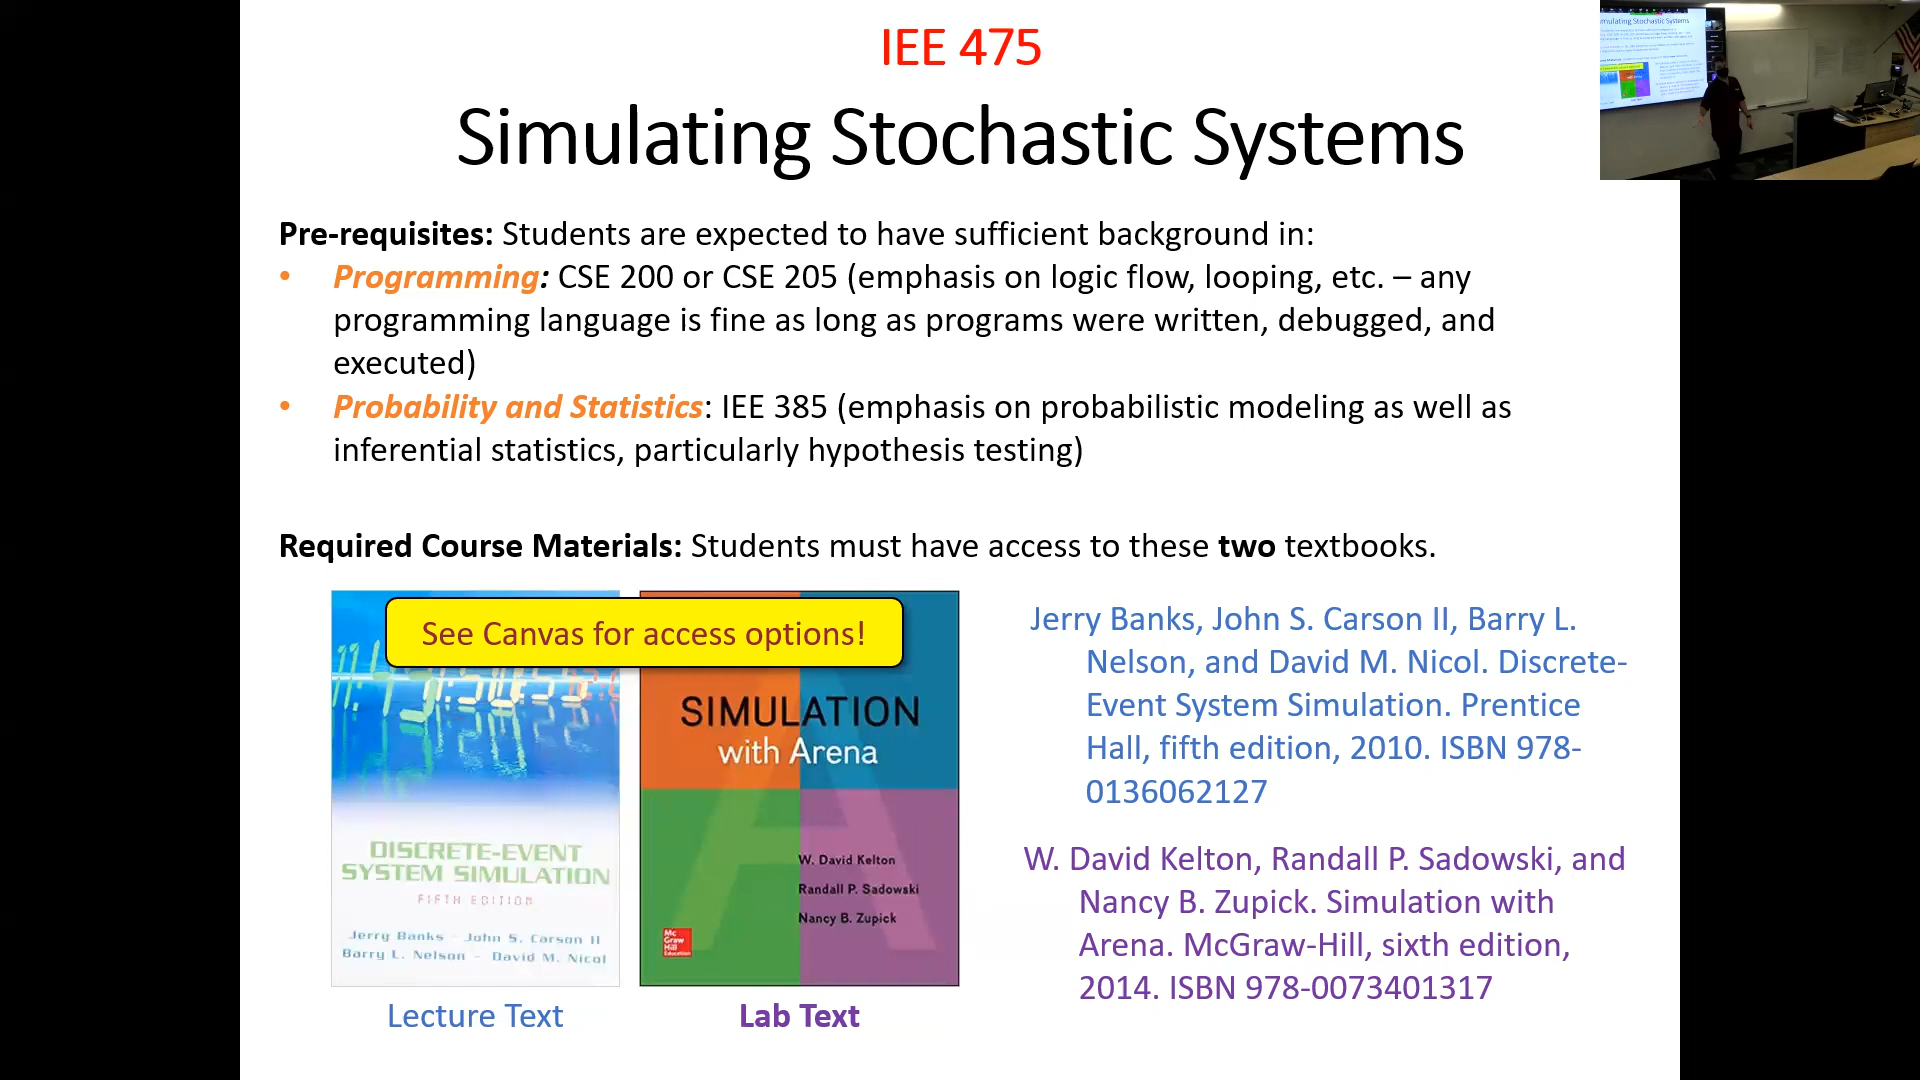 IEE 475
Simulating Stochastic Systems
Pre-requisites: Students are expected to have sufficient background in:
• Programming: CSE 200 or CSE 205 (emphasis on logic flow, looping, etc. – any
programming language is fine as long as programs were written, debugged, and
executed)
• Probability and Statistics: IEE 385 (emphasis on probabilistic modeling as well as
inferential statistics, particularly hypothesis testing)
Required Course Materials: Students must have access to these two textbooks.
See Canvas for access options!
DISCRETE-EVENT
SYSTEM SIMULATION
FIFTH EDITION
Jerry Banks - John S. Carson II
Barry L. Nelson - David M. Nicol
Lecture Text
SIMULATION
with Arena
W. David Kelton
Randall P. Sadowski
Nancy B. Zupick
Mc
Graw
Hill
Education
Lab Text
Jerry Banks, John S. Carson II, Barry L.
Nelson, and David M. Nicol. Discrete-
Event System Simulation. Prentice
Hall, fifth edition, 2010. ISBN 978-
0136062127
W. David Kelton, Randall P. Sadowski, and
Nancy B. Zupick. Simulation with
Arena. McGraw-Hill, sixth edition,
2014. ISBN 978-0073401317
Stochastic Systems